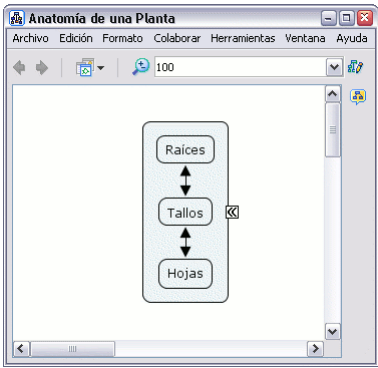 Anatomía de una Planta
Archivo Edición Formato Colaborar Herramientas Ventana Ayuda
100
Raíces
Tallos
Hojas